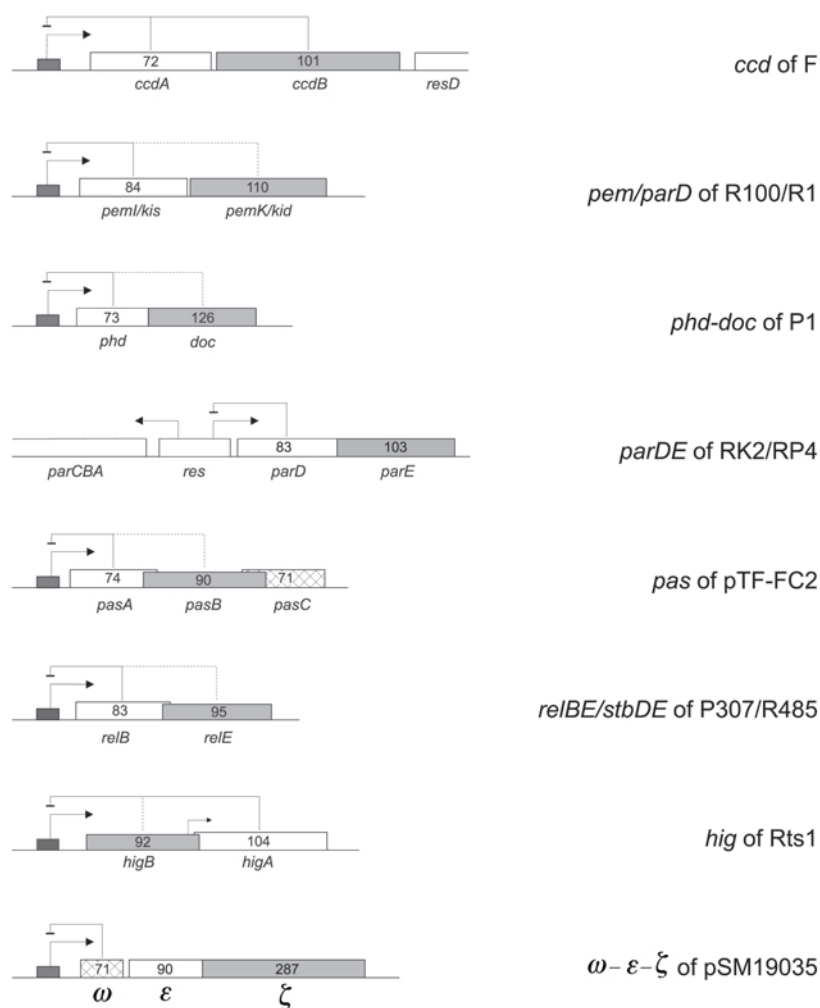 72 101
ccdA ccdB resD
ccd of F
84 110
pemI/kis pemK/kid
pem/parD of R100/R1
73 126
phd doc
phd-doc of P1
83 103
parCBA res parD parE
parDE of RK2/RP4
74 90 71
pasA pasB pasC
pas of pTF-FC2
83 95
relB relE
relBE/stbDE of P307/R485
92 104
higB higA
hig of Rts1
71 90 287
ω ε ζ
ω-ε-ζ of pSM19035